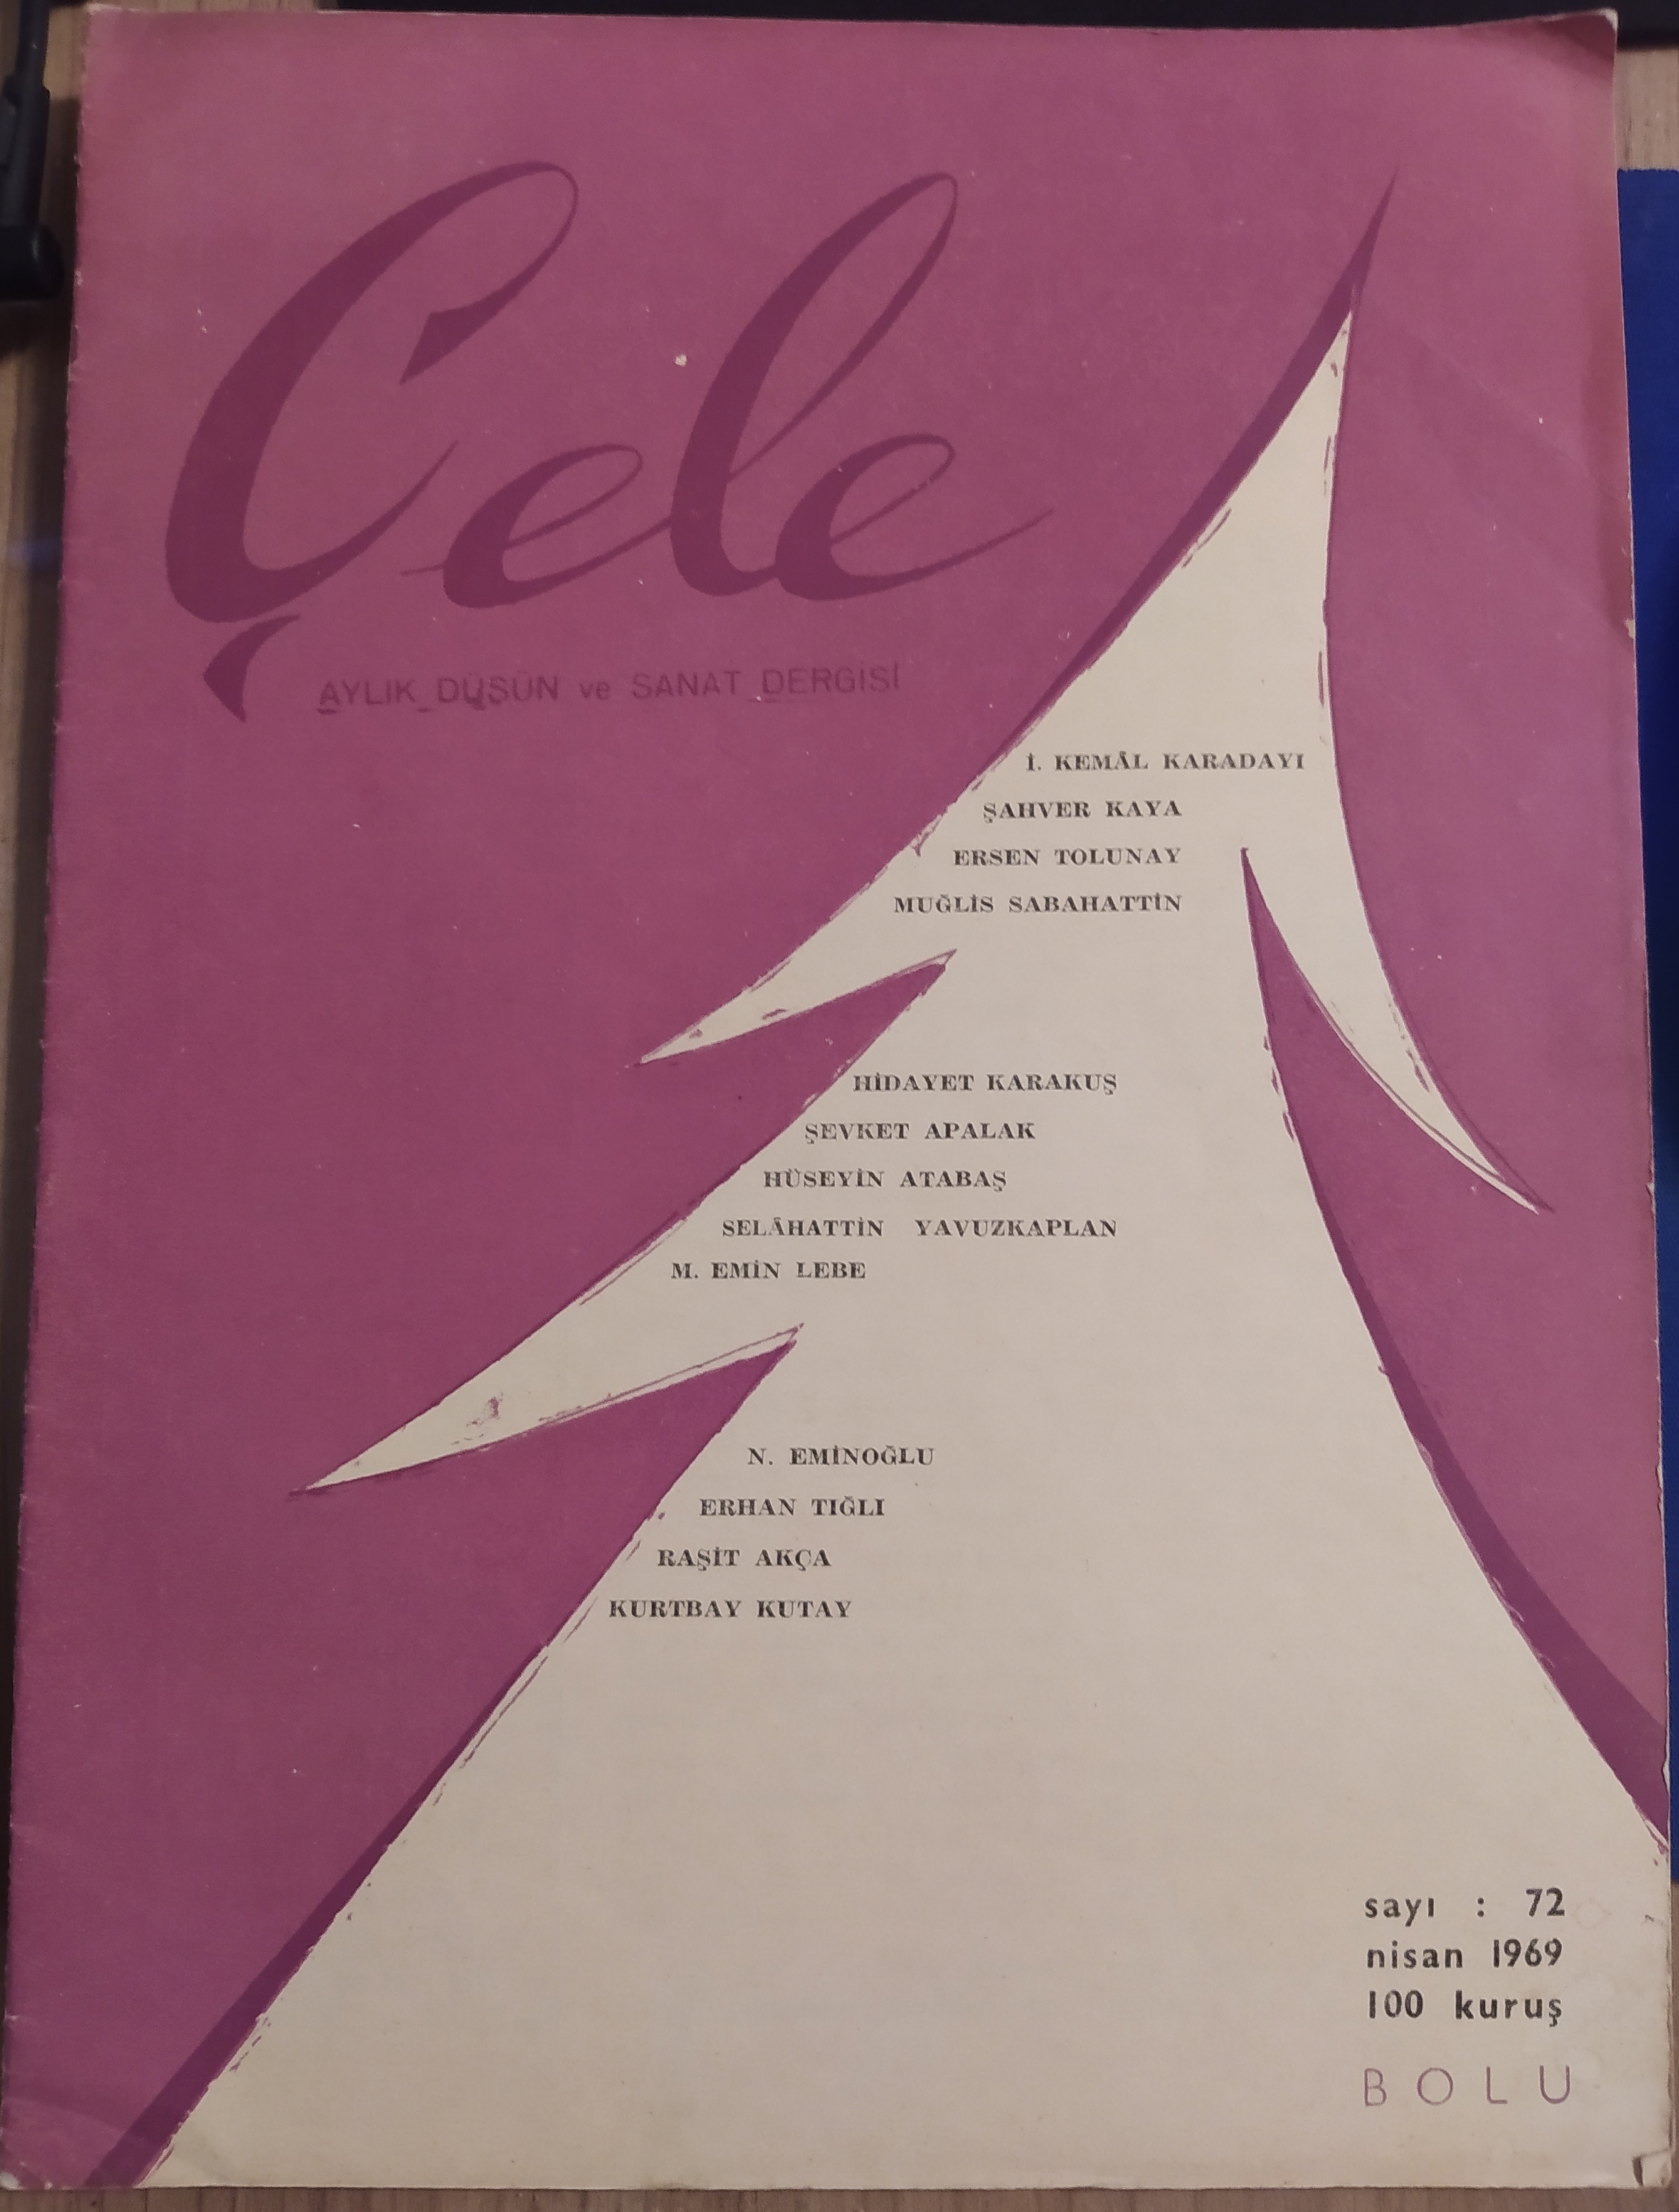 Çele
AYLIK DÜŞÜN ve SANAT DERGİSİ
İ. KEMÂL KARADAYI
ŞAHVER KAYA
ERSEN TOLUNAY
MUĞLİS SABAHATTİN
HİDAYET KARAKUŞ
ŞEVKET APALAK
HÜSEYİN ATABAŞ
SELÂHATTİN YAVUZKAPLAN
M. EMİN LEBE
N. EMİNOĞLU
ERHAN TIĞLI
RAŞİT AKÇA
KURTBAY KUTAY
sayı : 72
nisan 1969
100 kuruş
BOLU